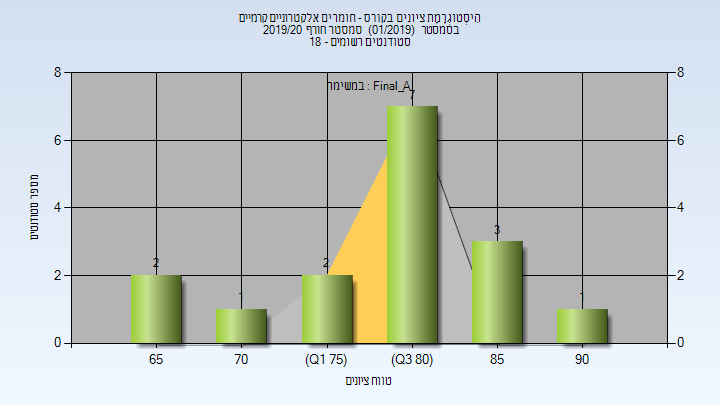 היסטוגרמת ציונים בקורס - חומרים אלקטרוניים קרמיים
בסמסטר (01/2019) סמסטר חורף 2019/20
סטודנטים רשומים - 18
במשימה : Final_A
8 8
6 6
4 4
2 2
0 0
מספר סטודנטים
2 1 2 7 3 1
65 70 (Q1 75) (Q3 80) 85 90
טווח ציונים